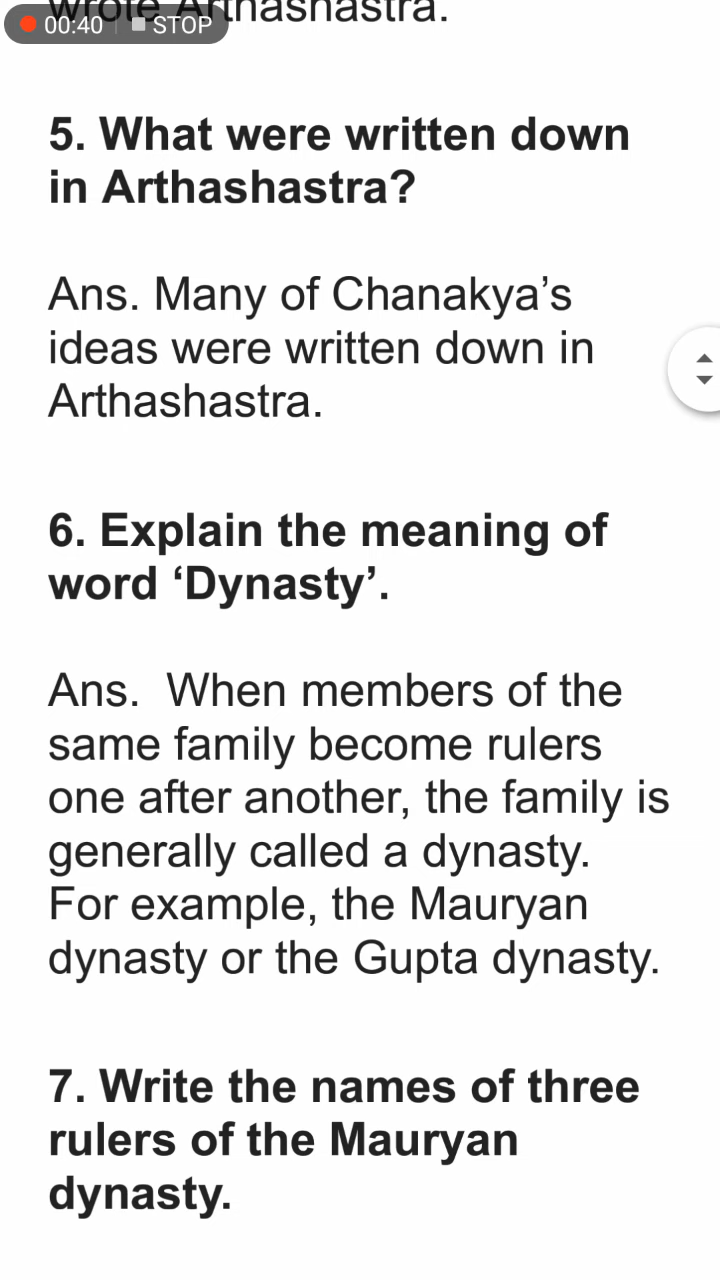 wrote Arthashastra.
00:40 STOP
5. What were written down
in Arthashastra?
Ans. Many of Chanakya’s
ideas were written down in
Arthashastra.
6. Explain the meaning of
word ‘Dynasty’.
Ans.  When members of the
same family become rulers
one after another, the family is
generally called a dynasty.
For example, the Mauryan
dynasty or the Gupta dynasty.
7. Write the names of three
rulers of the Mauryan
dynasty.